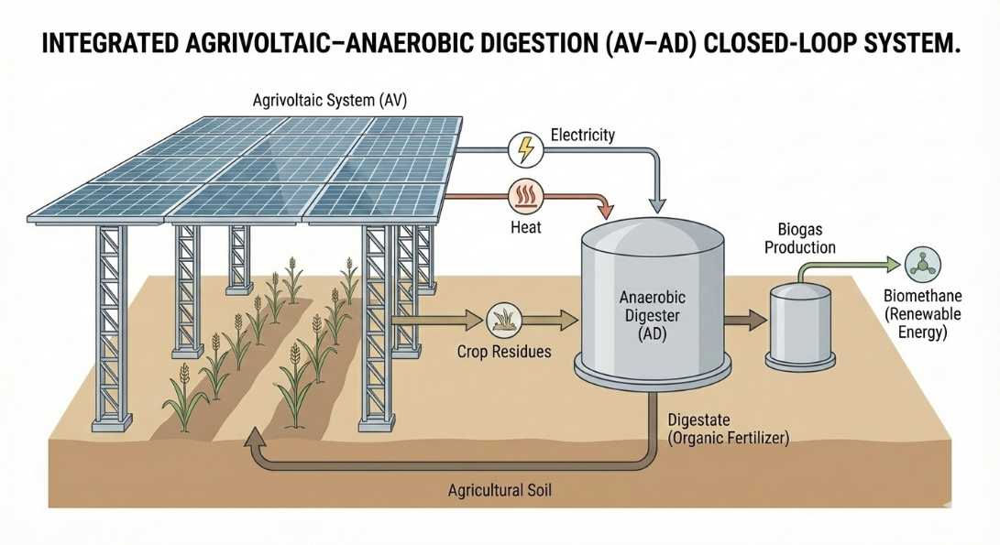 INTEGRATED AGRIVOLTAIC–ANAEROBIC DIGESTION (AV–AD) CLOSED-LOOP SYSTEM.
Agrivoltaic System (AV)
Electricity
Heat
Biogas
Production
Anaerobic
Digester
(AD)
Biomethane
(Renewable
Energy)
Crop Residues
Digestate
(Organic Fertilizer)
Agricultural Soil